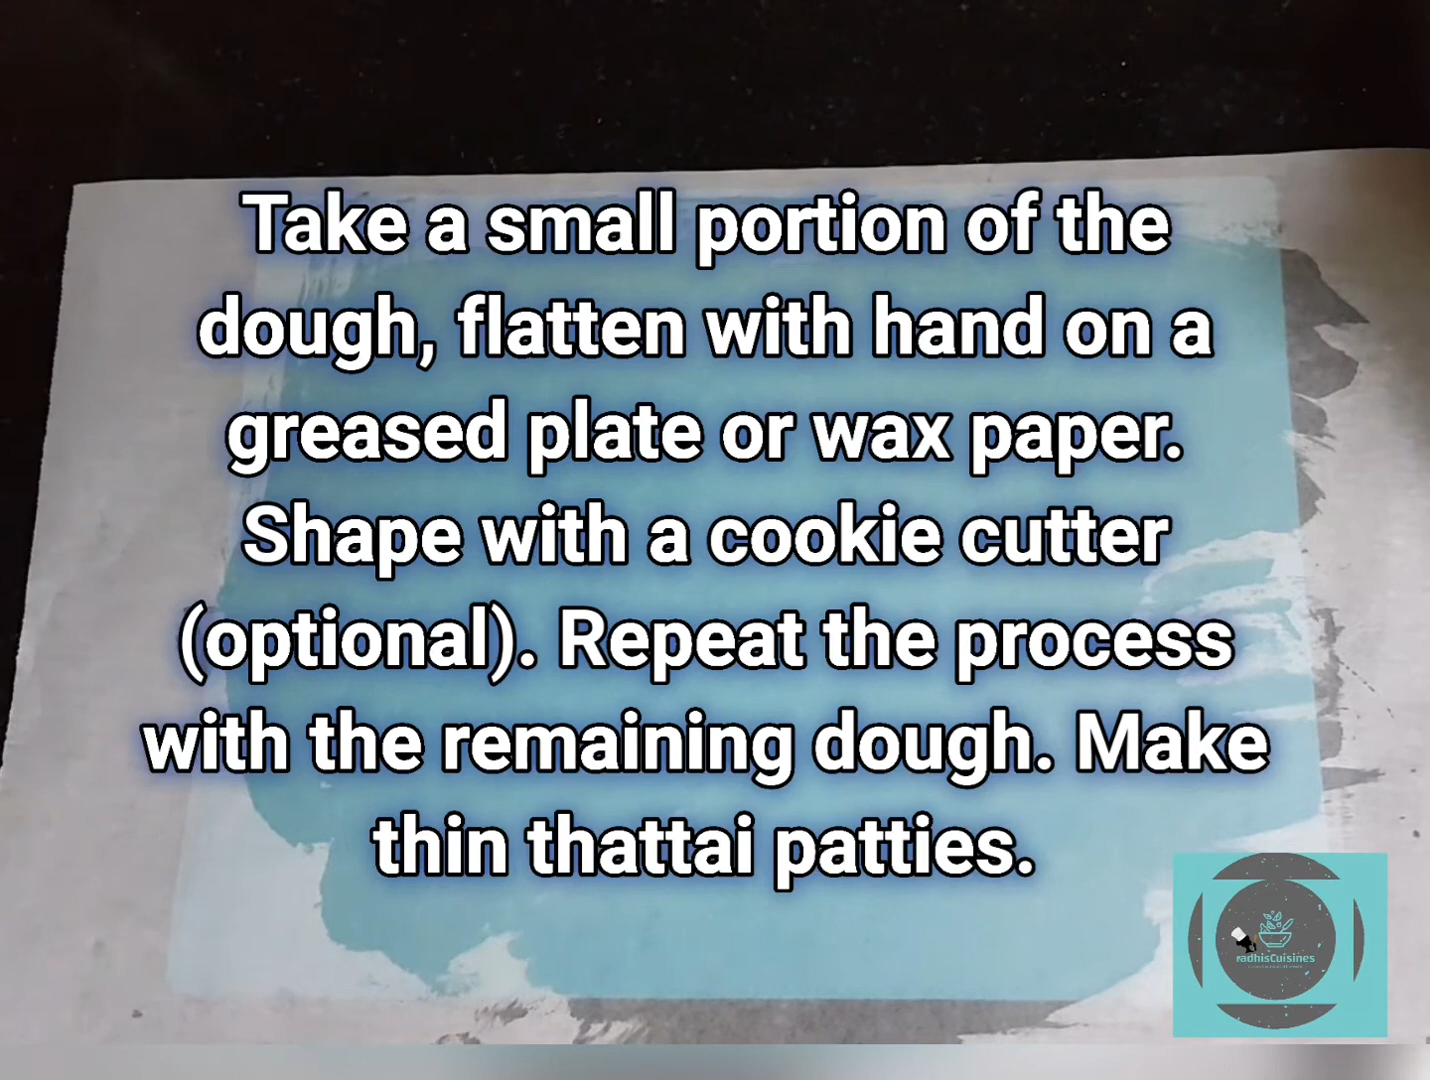 Take a small portion of the
dough, flatten with hand on a
greased plate or wax paper.
Shape with a cookie cutter
(optional). Repeat the process
with the remaining dough. Make
thin thattai patties.
radhisCuisines